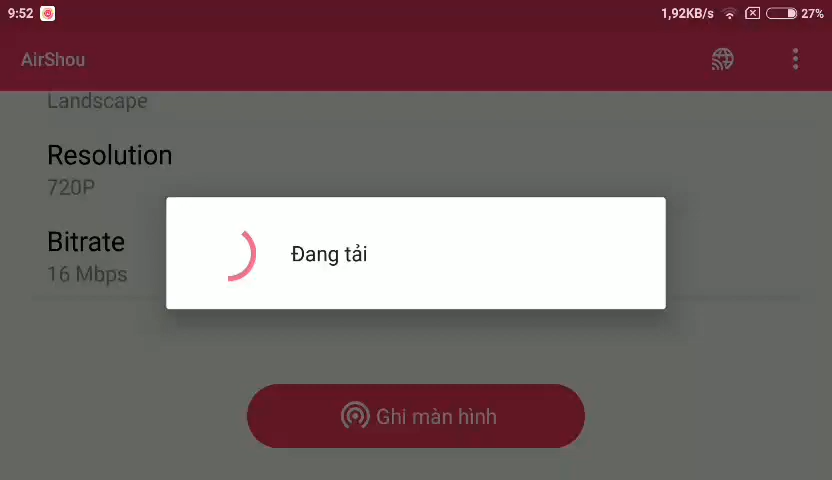 9:52 1,92KB/s 27%
AirShou
Landscape
Resolution
720P
Bitrate
16 Mbps
Đang tải
Ghi màn hình